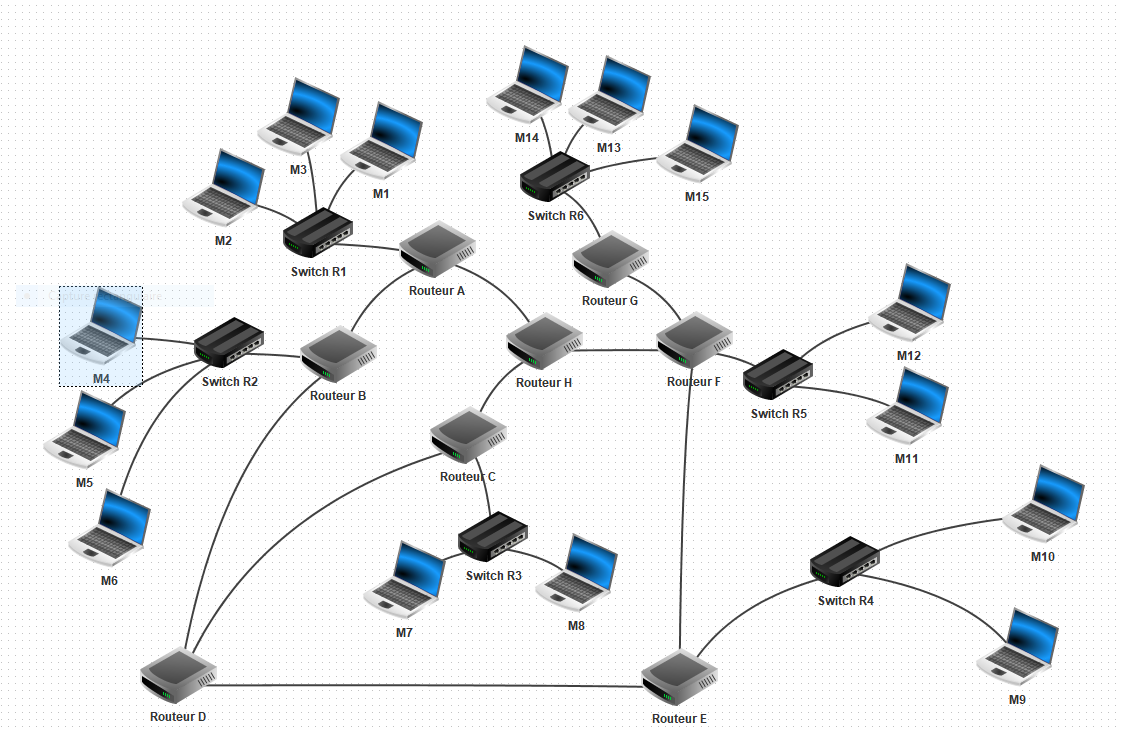 M14
M13
M3
M1
M15
Switch R6
M2
Switch R1
Routeur A
Routeur G
M12
M4
Switch R2
Routeur H
Routeur F
Routeur B
Switch R5
M11
M5
Routeur C
M10
M6
Switch R3
Switch R4
M7
M8
M9
Routeur D
Routeur E